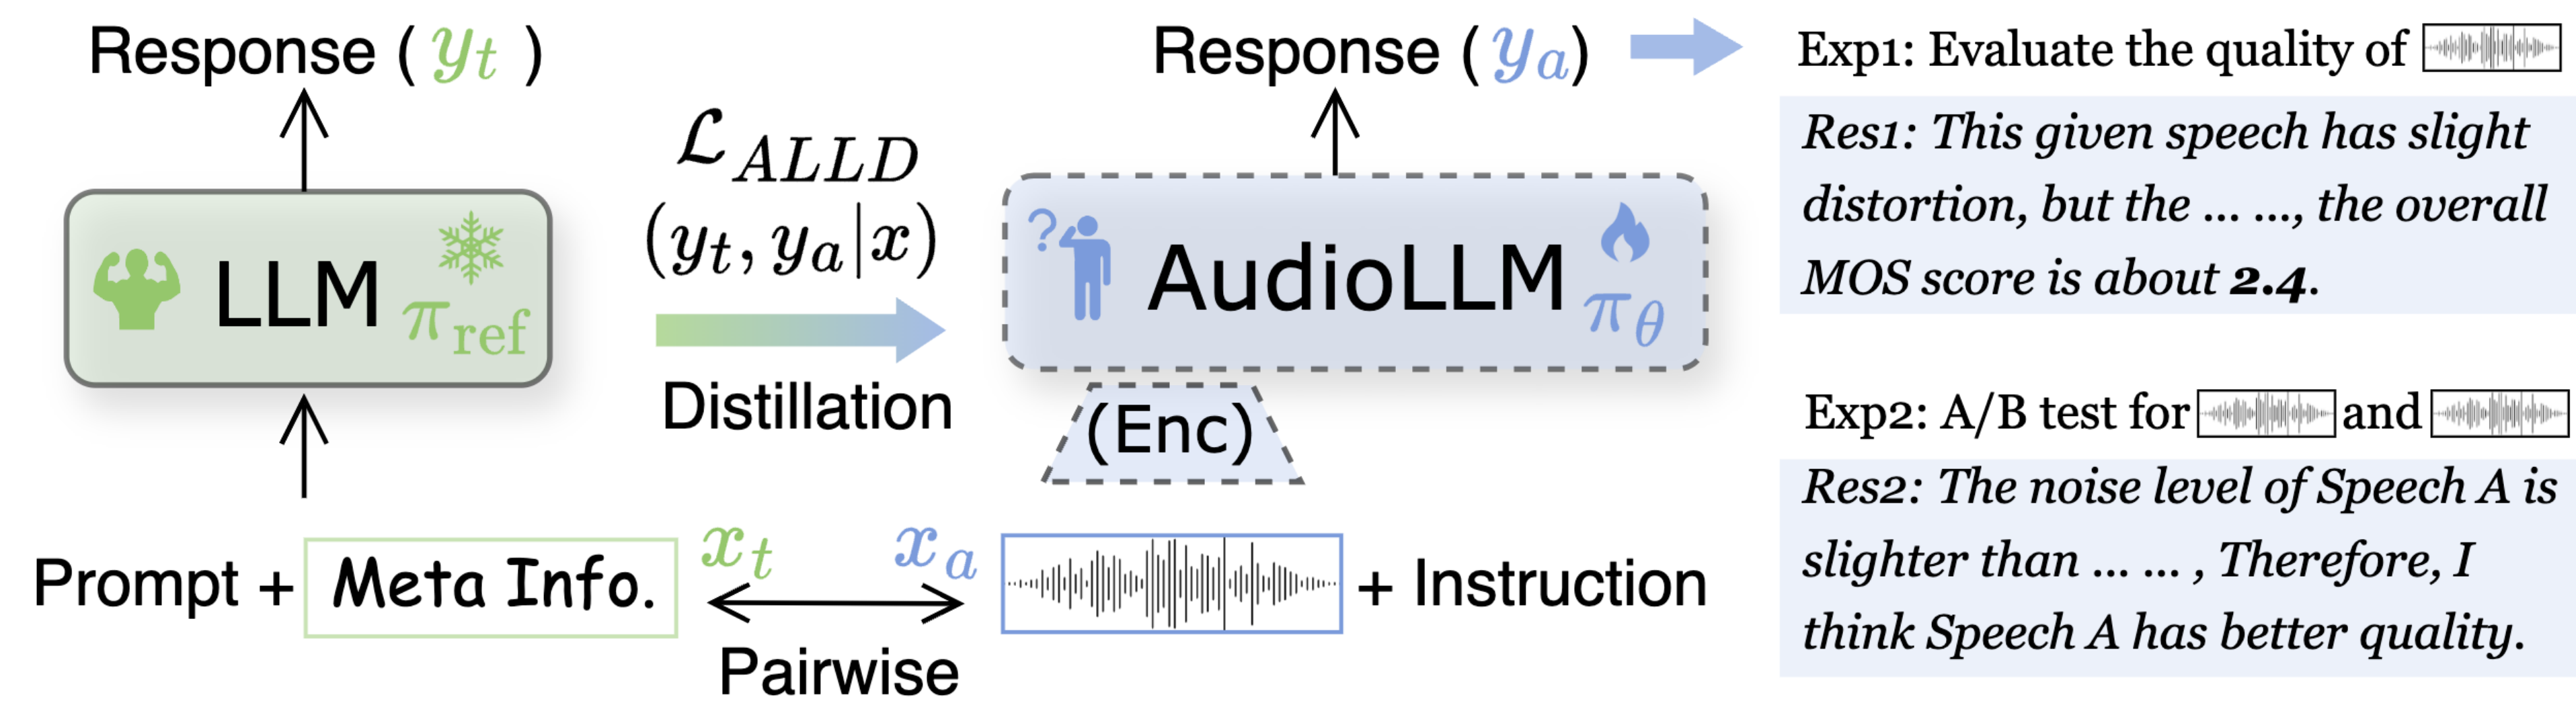 Response ( y_t )
LLM
π_ref
Prompt + Meta Info.
x_t
Pairwise
ℒ_ALLD
(y_t, y_a|x)
Distillation
Response ( y_a)
? AudioLLM
π_θ
(Enc)
x_a
+ Instruction
Exp1: Evaluate the quality of
Res1: This given speech has slight
distortion, but the ... ..., the overall
MOS score is about 2.4.
Exp2: A/B test for and
Res2: The noise level of Speech A is
slighter than ... ... , Therefore, I
think Speech A has better quality.